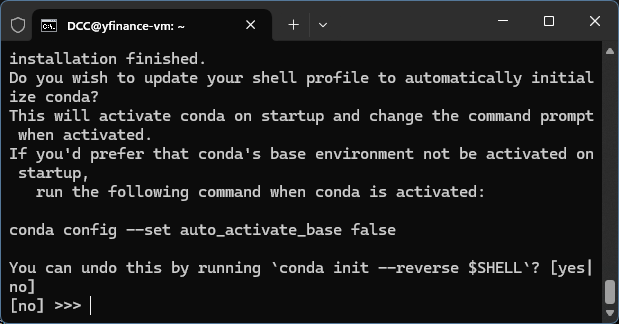 DCC@yfinance-vm: ~
installation finished.
Do you wish to update your shell profile to automatically initial
ize conda?
This will activate conda on startup and change the command prompt
 when activated.
If you'd prefer that conda's base environment not be activated on
 startup,
   run the following command when conda is activated:

conda config --set auto_activate_base false

You can undo this by running `conda init --reverse $SHELL`? [yes|
no]
[no] >>>